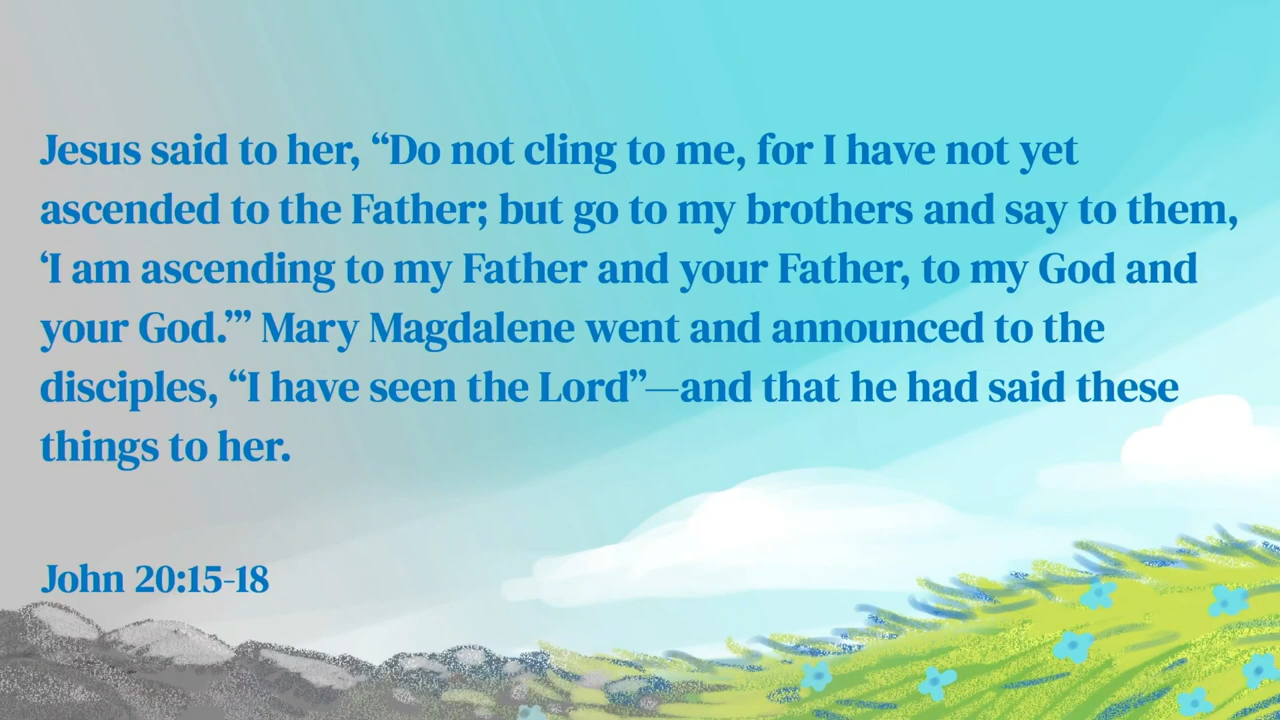 Jesus said to her, “Do not cling to me, for I have not yet
ascended to the Father; but go to my brothers and say to them,
‘I am ascending to my Father and your Father, to my God and
your God.’” Mary Magdalene went and announced to the
disciples, “I have seen the Lord”—and that he had said these
things to her.
John 20:15-18